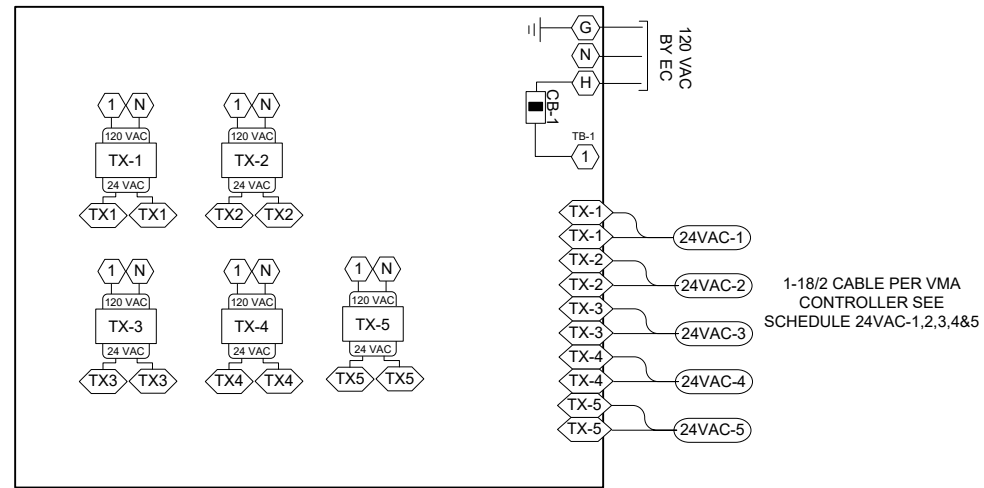 G
N
H
120 VAC
BY EC
CB-1
TB-1
1
1 N
120 VAC
TX-1
24 VAC
TX1 TX1
1 N
120 VAC
TX-2
24 VAC
TX2 TX2
1 N
120 VAC
TX-3
24 VAC
TX3 TX3
1 N
120 VAC
TX-4
24 VAC
TX4 TX4
1 N
120 VAC
TX-5
24 VAC
TX5 TX5
TX-1
TX-1
24VAC-1
TX-2
TX-2
24VAC-2
TX-3
TX-3
24VAC-3
TX-4
TX-4
24VAC-4
TX-5
TX-5
24VAC-5
1-18/2 CABLE PER VMA
CONTROLLER SEE
SCHEDULE 24VAC-1,2,3,4&5